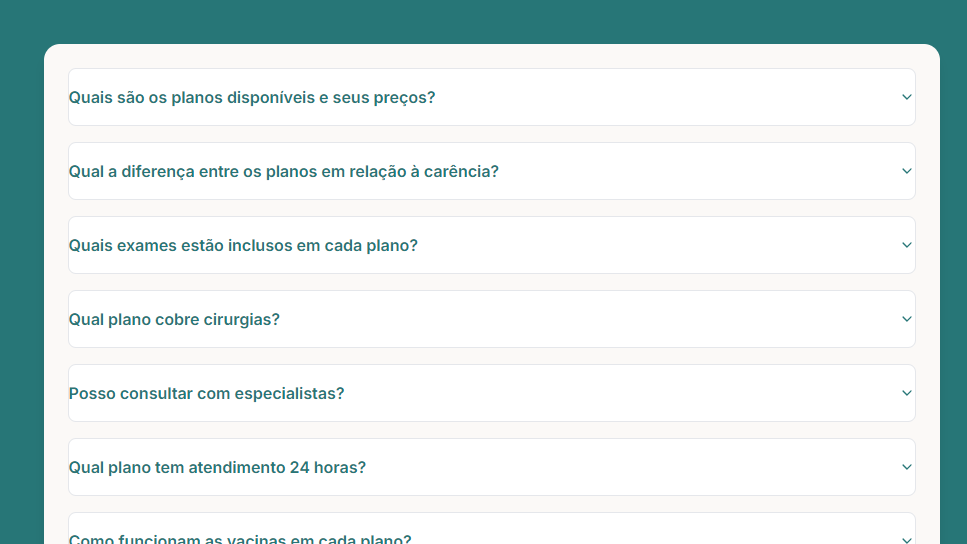 Quais são os planos disponíveis e seus preços?
Qual a diferença entre os planos em relação à carência?
Quais exames estão inclusos em cada plano?
Qual plano cobre cirurgias?
Posso consultar com especialistas?
Qual plano tem atendimento 24 horas?
Como funcionam as vacinas em cada plano?